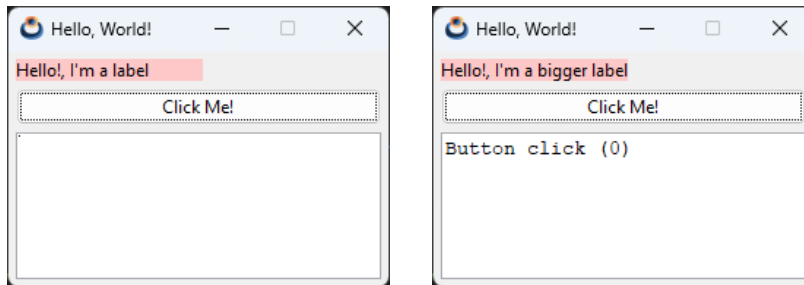 Hello, World!
Hello!, I'm a label
Click Me!
Hello, World!
Hello!, I'm a bigger label
Click Me!
Button click (0)